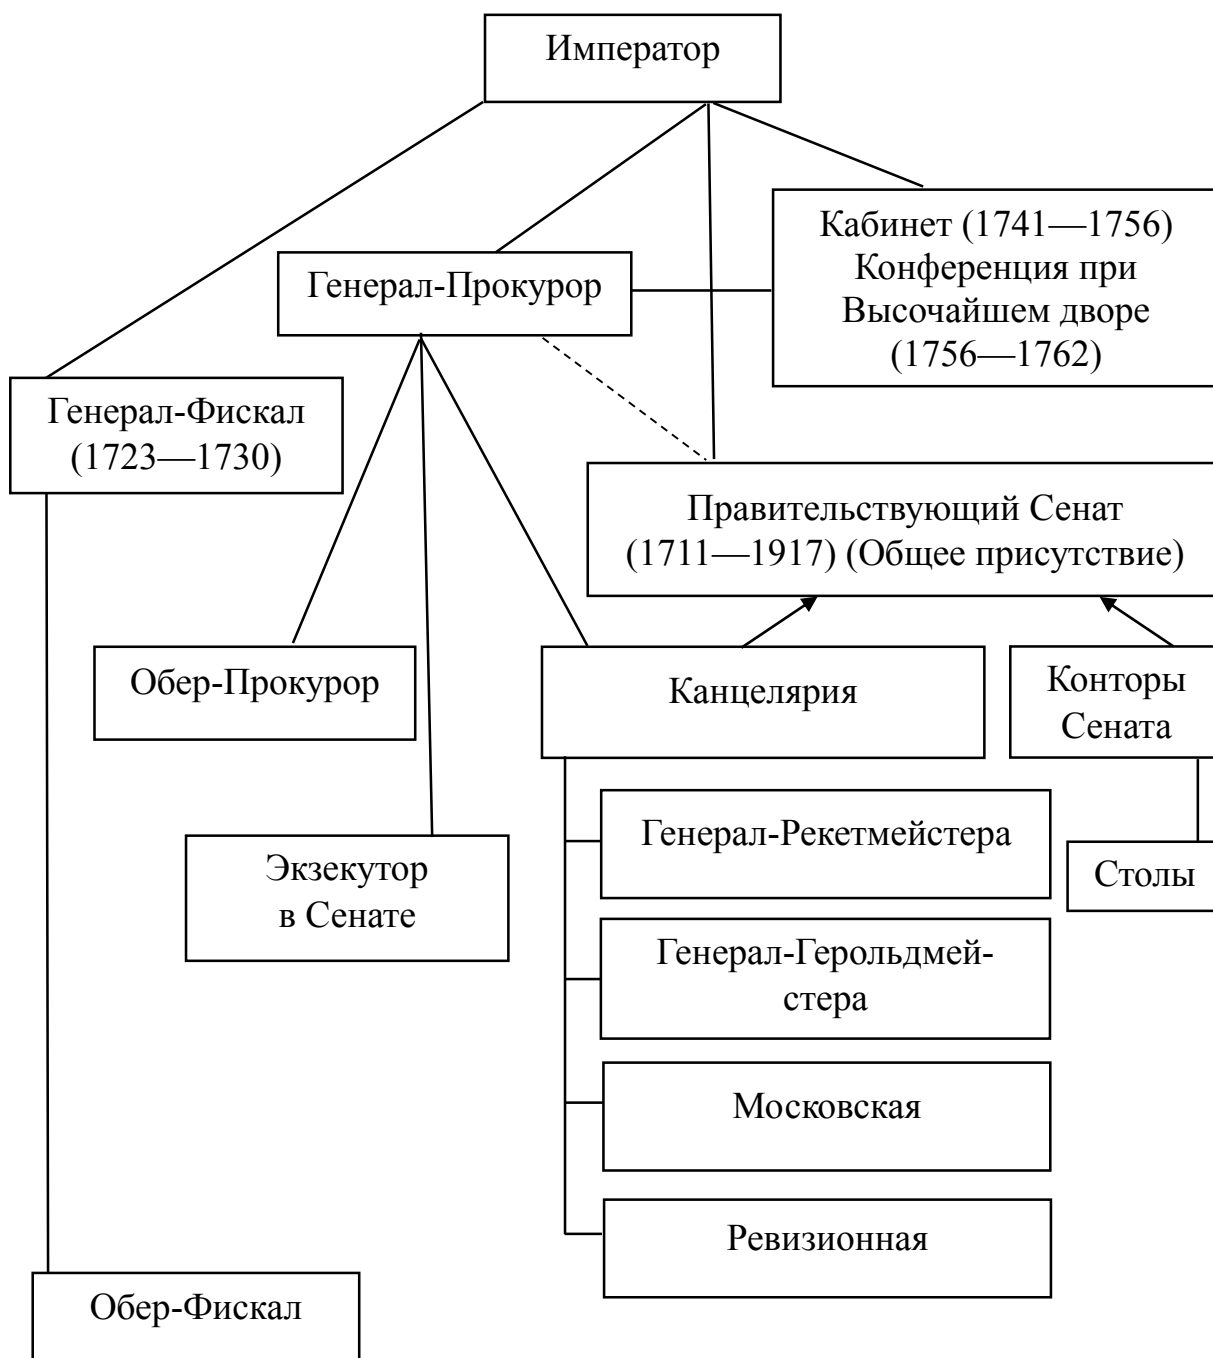 Император
Кабинет (1741—1756)
Конференция при
Высочайшем дворе
(1756—1762)
Генерал-Прокурор
Генерал-Фискал
(1723—1730)
Правительствующий Сенат
(1711—1917) (Общее присутствие)
Обер-Прокурор
Канцелярия
Конторы
Сената
Генерал-Рекетмейстера
Экзекутор
в Сенате
Столы
Генерал-Герольдмей-
стера
Московская
Ревизионная
Обер-Фискал